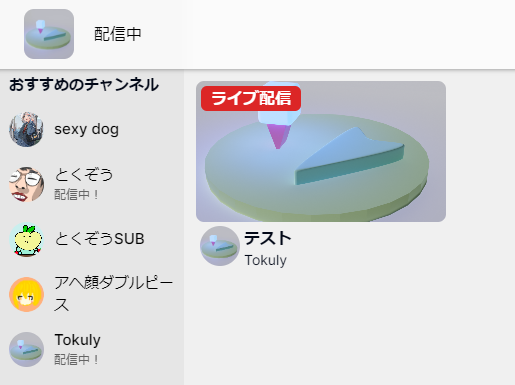 配信中
おすすめのチャンネル
sexy dog
とくぞう
配信中！
とくぞうSUB
アヘ顔ダブルピー
ス
Tokuly
配信中！
ライブ配信
テスト
Tokuly